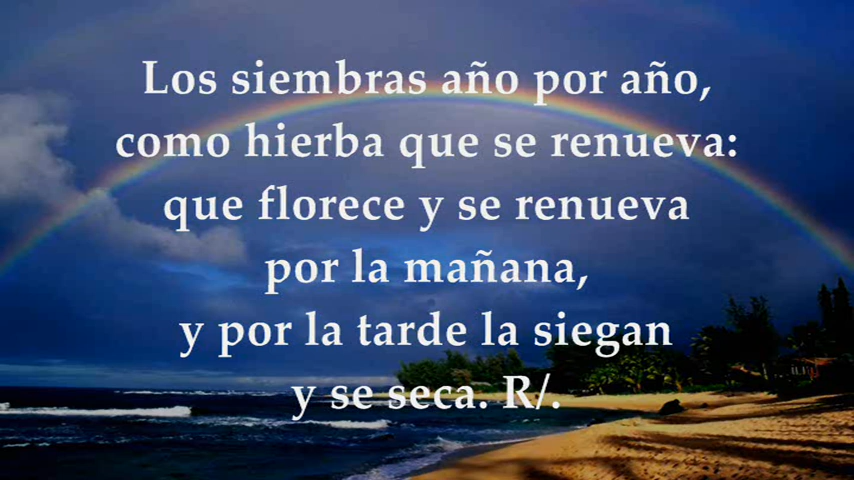 Los siembras año por año,
como hierba que se renueva:
que florece y se renueva
por la mañana,
y por la tarde la siegan
y se seca. R/.